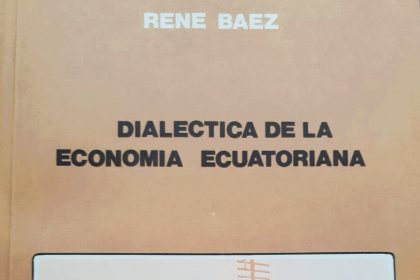 RENE BAEZ
DIALECTICA DE LA
ECONOMIA ECUATORIANA